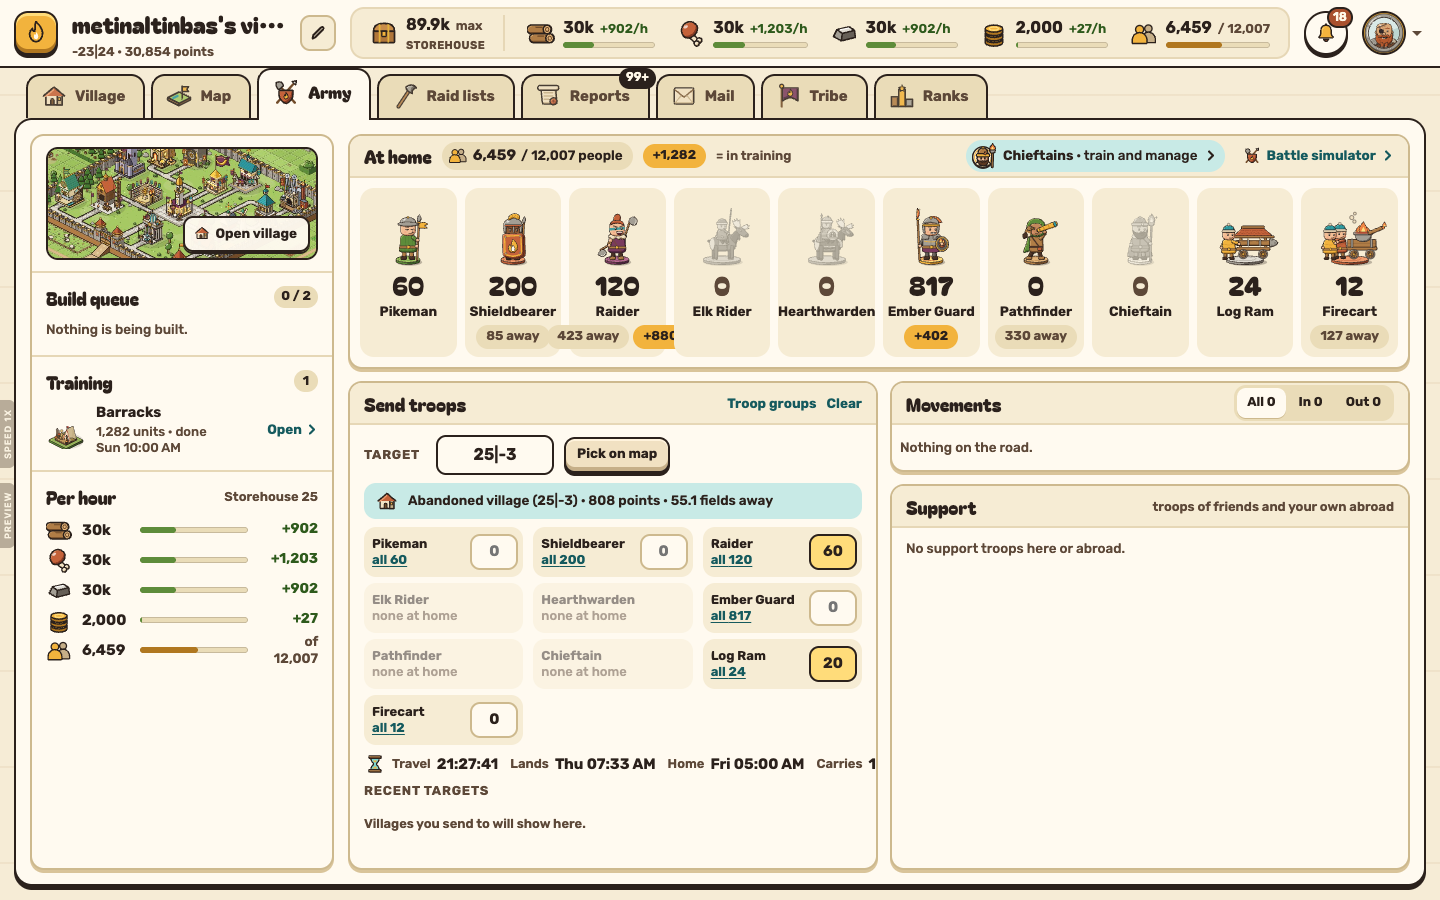 metinaltinbas's vi•••
-23|24 • 30,854 points
89.9k max
STOREHOUSE
30k +902/h
30k +1,203/h
30k +902/h
2,000 +27/h
6,459 / 12,007
18
Village
Map
Army
Raid lists
Reports
99+
Mail
Tribe
Ranks
SPEED 1X
PREVIEW
Open village
Build queue
0 / 2
Nothing is being built.
Training
1
Barracks
1,282 units • done
Sun 10:00 AM
Open
Per hour
Storehouse 25
30k +902
30k +1,203
30k +902
2,000 +27
6,459 of
12,007
At home
6,459 / 12,007 people
+1,282 = in training
Chieftains • train and manage
Battle simulator
60
Pikeman
200
Shieldbearer
85 away
120
Raider
423 away
+880
0
Elk Rider
0
Hearthwarden
817
Ember Guard
+402
0
Pathfinder
330 away
0
Chieftain
24
Log Ram
12
Firecart
127 away
Send troops
Troop groups
Clear
TARGET
25|-3
Pick on map
Abandoned village (25|-3) • 808 points • 55.1 fields away
Pikeman
all 60
0
Shieldbearer
all 200
0
Raider
all 120
60
Elk Rider
none at home
Hearthwarden
none at home
Ember Guard
all 817
0
Pathfinder
none at home
Chieftain
none at home
Log Ram
all 24
20
Firecart
all 12
0
Travel 21:27:41 Lands Thu 07:33 AM Home Fri 05:00 AM Carries 1
RECENT TARGETS
Villages you send to will show here.
Movements
All 0
In 0
Out 0
Nothing on the road.
Support
troops of friends and your own abroad
No support troops here or abroad.